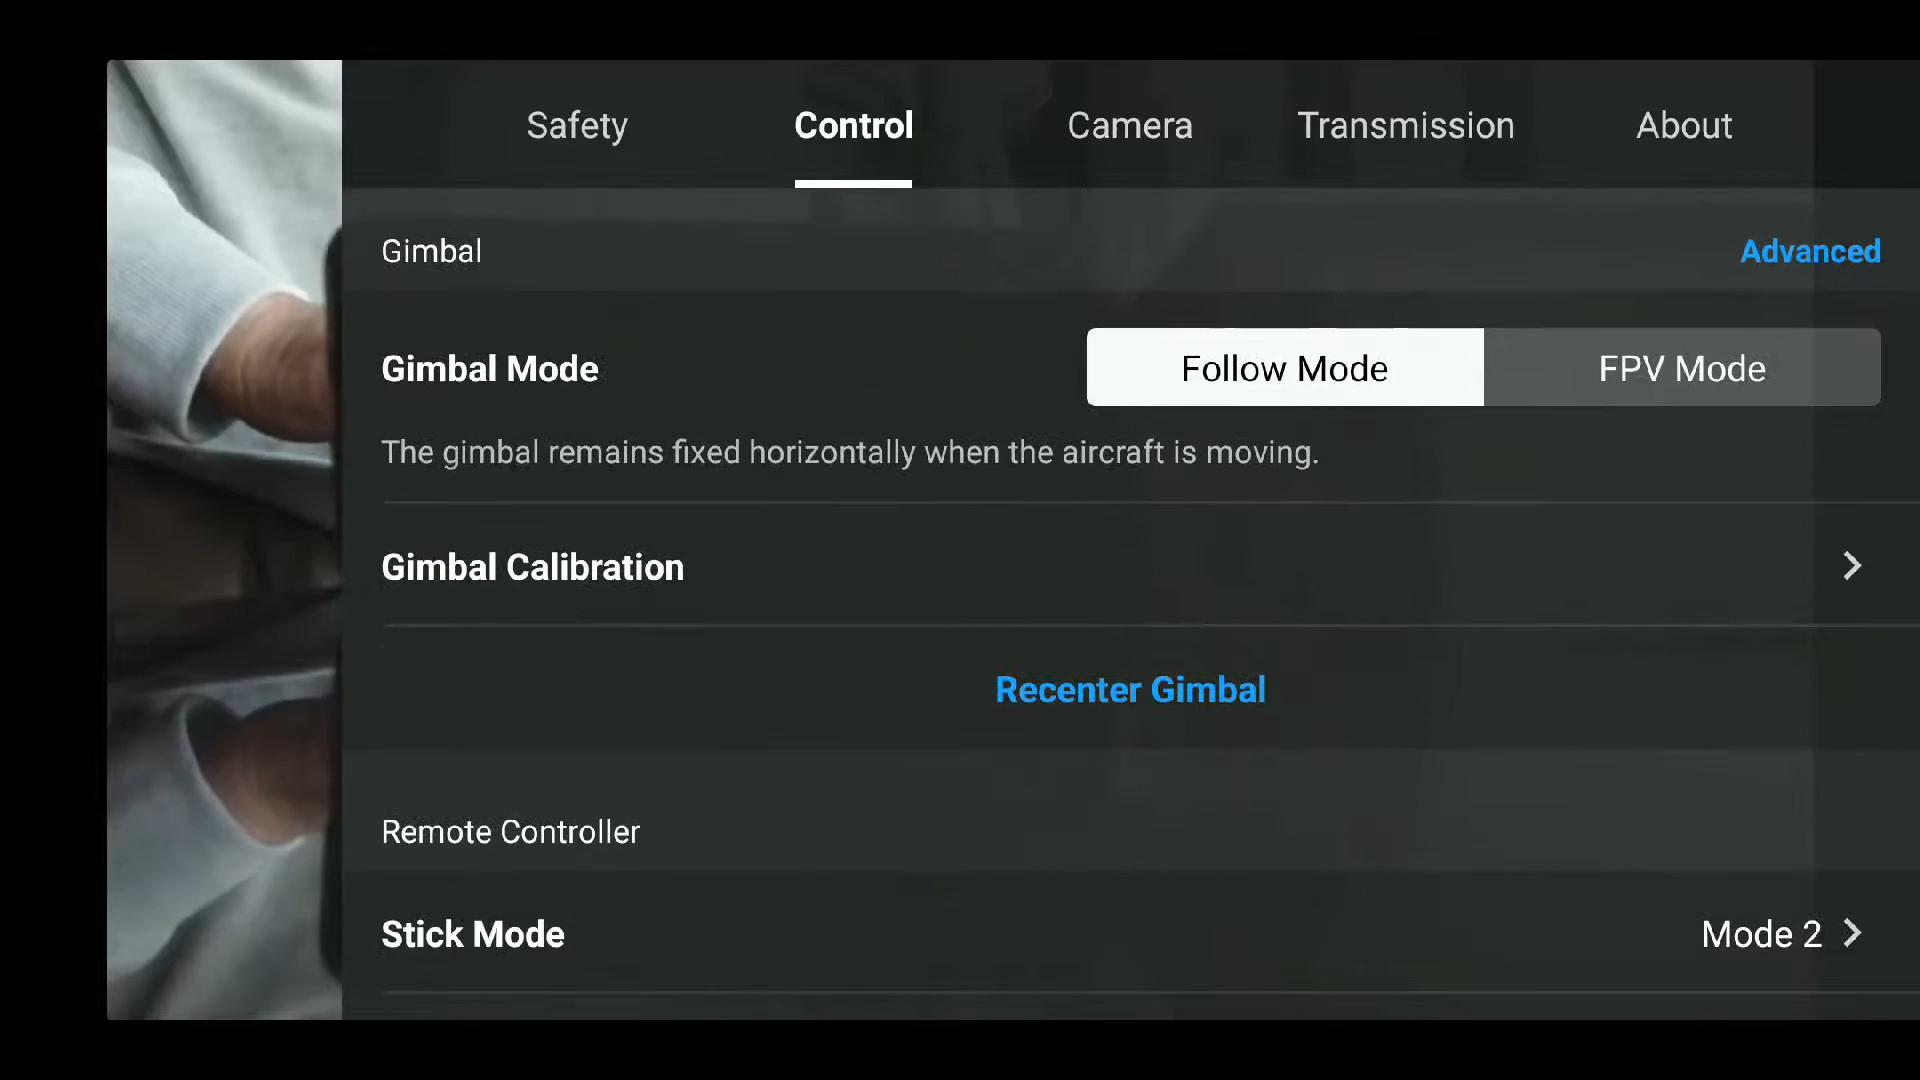 Safety Control Camera Transmission About
Gimbal Advanced
Gimbal Mode Follow Mode FPV Mode
The gimbal remains fixed horizontally when the aircraft is moving.
Gimbal Calibration
Recenter Gimbal
Remote Controller
Stick Mode Mode 2